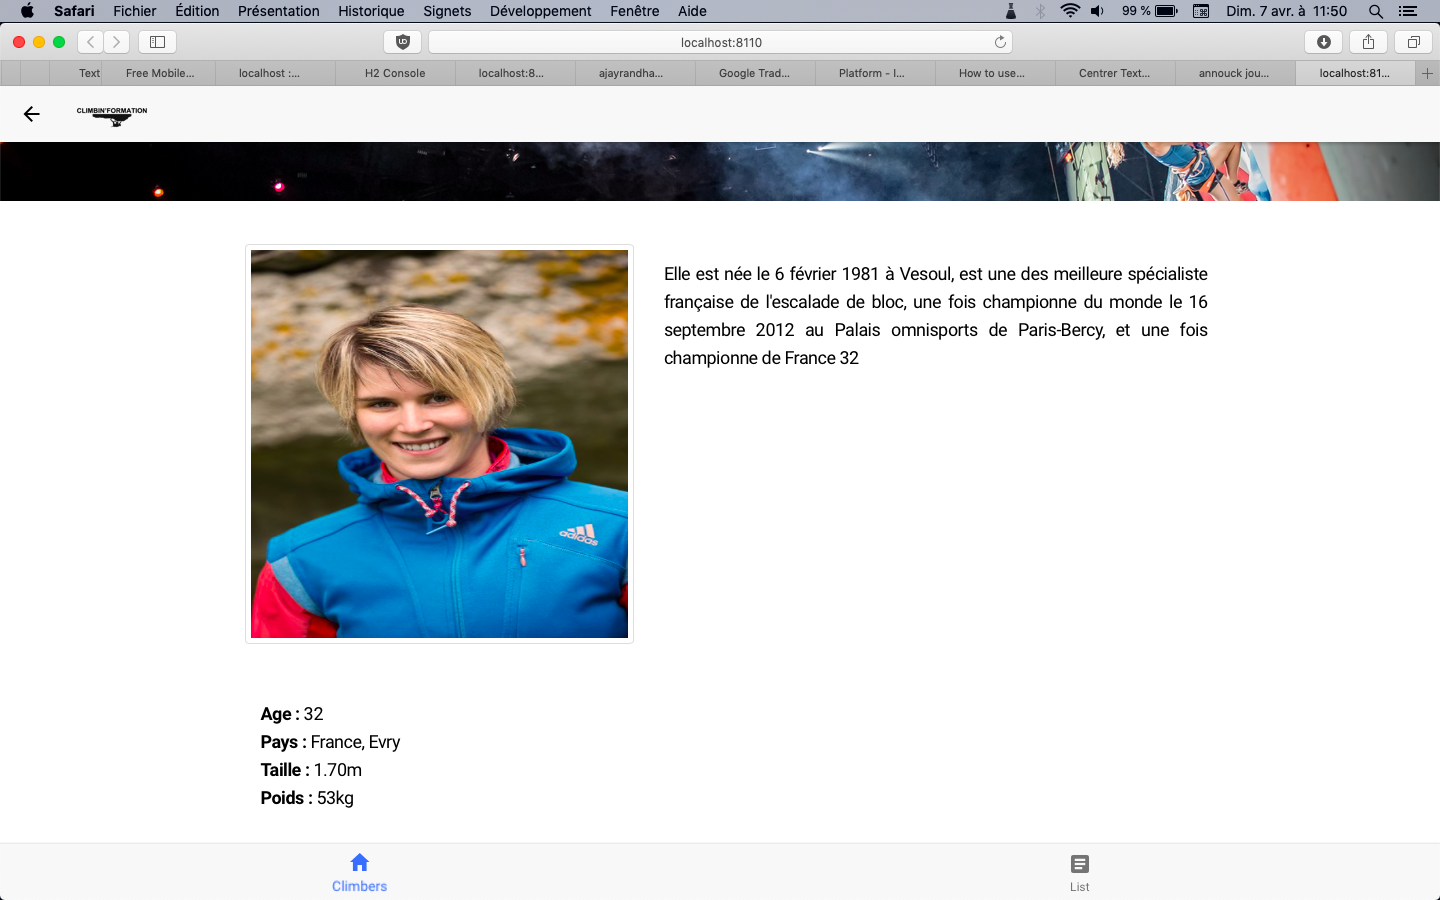 Safari Fichier Édition Présentation Historique Signets Développement Fenêtre Aide 99 % Dim. 7 avr. à 11:50
localhost:8110
Text Free Mobile... localhost :... H2 Console localhost:8... ajayrandha... Google Trad... Platform - I... How to use... Centrer Text... annouck jou... localhost:81...
CLIMBIN'FORMATION
Elle est née le 6 février 1981 à Vesoul, est une des meilleure spécialiste
française de l'escalade de bloc, une fois championne du monde le 16
septembre 2012 au Palais omnisports de Paris-Bercy, et une fois
championne de France 32
adidas
Age : 32
Pays : France, Evry
Taille : 1.70m
Poids : 53kg
Climbers List